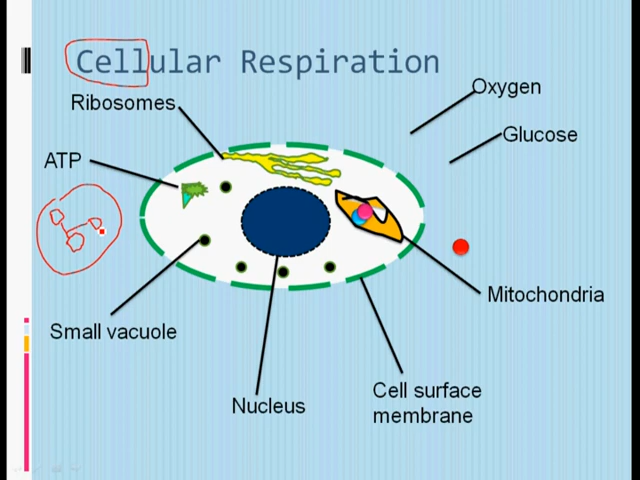 Cellular Respiration
Oxygen
Ribosomes
Glucose
ATP
Mitochondria
Small vacuole
Nucleus
Cell surface
membrane